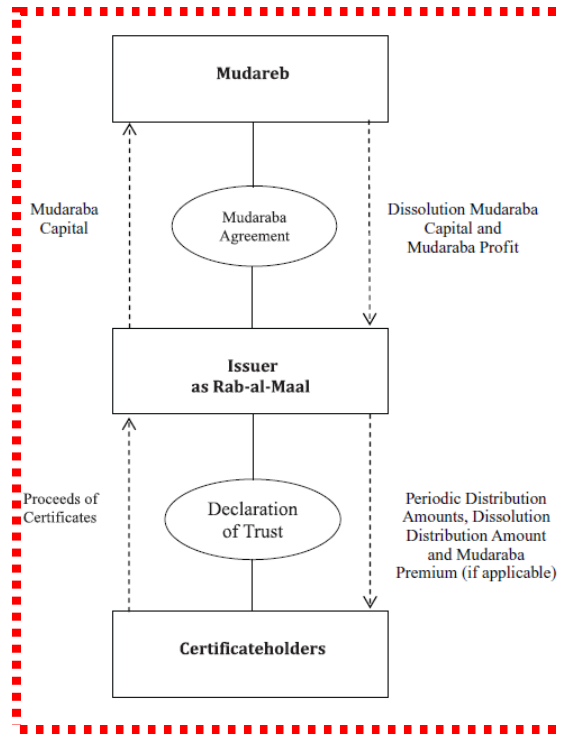 Mudareb
Mudaraba
Capital
Mudaraba
Agreement
Dissolution Mudaraba
Capital and
Mudaraba Profit
Issuer
as Rab-al-Maal
Proceeds of
Certificates
Declaration
of Trust
Periodic Distribution
Amounts, Dissolution
Distribution Amount
and Mudaraba
Premium (if applicable)
Certificateholders